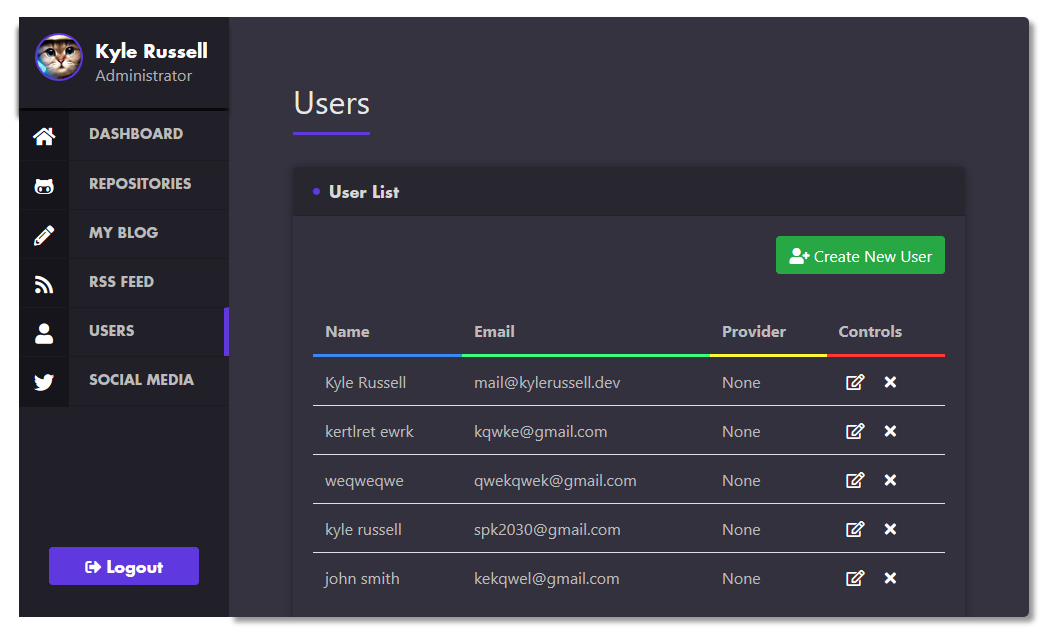 Kyle Russell
Administrator
DASHBOARD
REPOSITORIES
MY BLOG
RSS FEED
USERS
SOCIAL MEDIA
Logout
Users
User List
Create New User
Name Email Provider Controls
Kyle Russell mail@kylerussell.dev None
kertlret ewrk kqwke@gmail.com None
weqweqwe qwekqwek@gmail.com None
kyle russell spk2030@gmail.com None
john smith kekqwel@gmail.com None